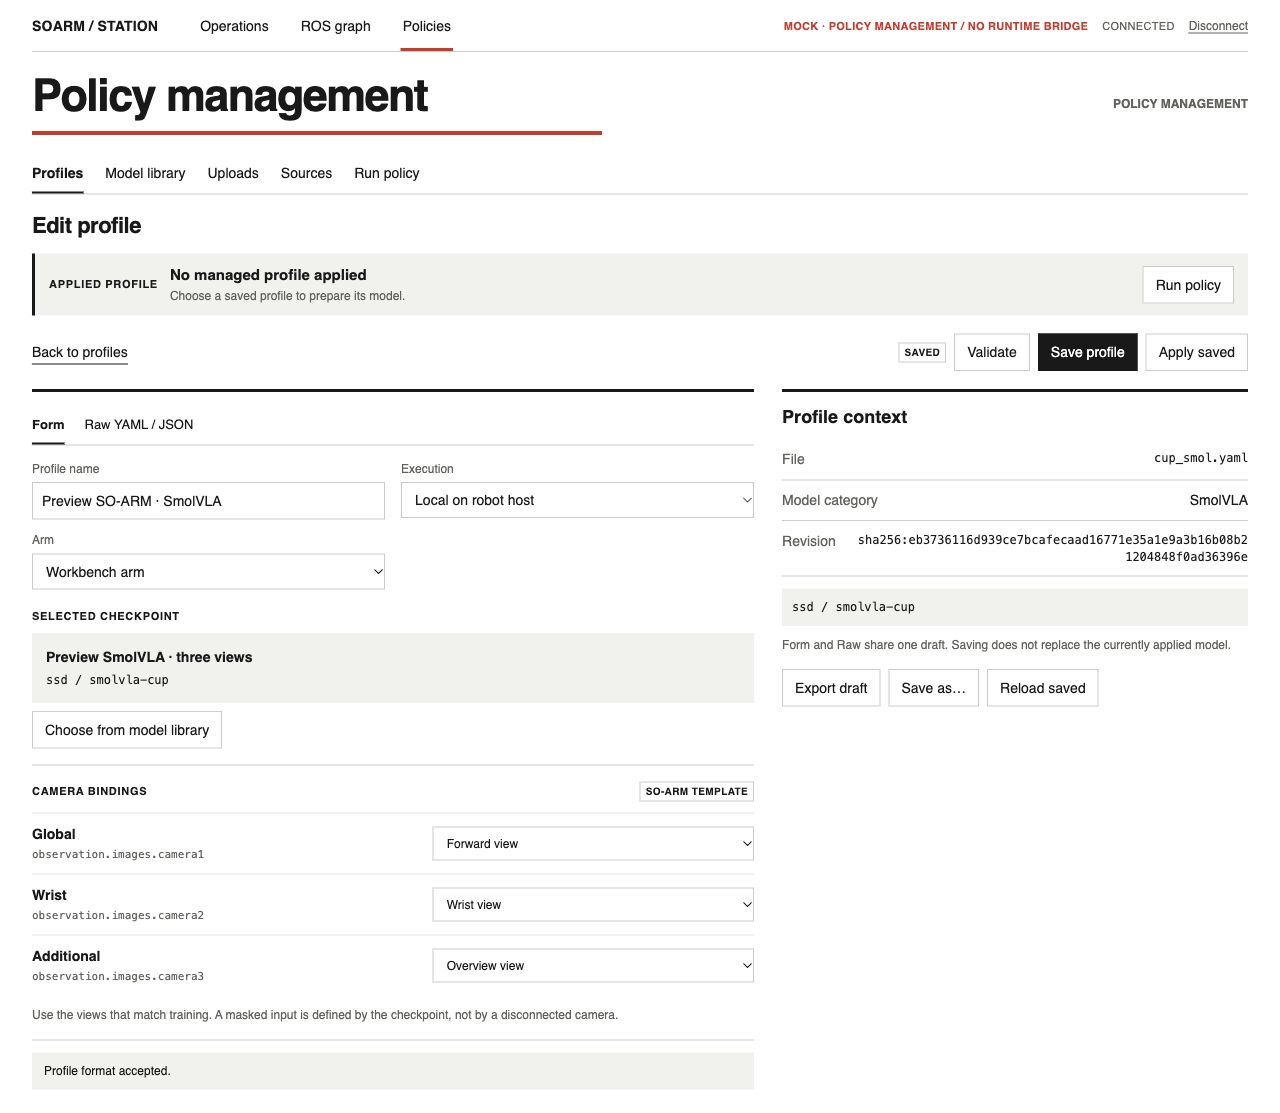 SOARM / STATION
Operations
ROS graph
Policies
MOCK · POLICY MANAGEMENT / NO RUNTIME BRIDGE
CONNECTED
Disconnect
Policy management
POLICY MANAGEMENT
Profiles
Model library
Uploads
Sources
Run policy
Edit profile
APPLIED PROFILE
No managed profile applied
Choose a saved profile to prepare its model.
Run policy
Back to profiles
SAVED
Validate
Save profile
Apply saved
Form
Raw YAML / JSON
Profile name
Preview SO-ARM · SmolVLA
Execution
Local on robot host
Arm
Workbench arm
SELECTED CHECKPOINT
Preview SmolVLA · three views
ssd / smolvla-cup
Choose from model library
CAMERA BINDINGS
SO-ARM TEMPLATE
Global
observation.images.camera1
Forward view
Wrist
observation.images.camera2
Wrist view
Additional
observation.images.camera3
Overview view
Use the views that match training. A masked input is defined by the checkpoint, not by a disconnected camera.
Profile format accepted.
Profile context
File
cup_smol.yaml
Model category
SmolVLA
Revision
sha256:eb3736116d939ce7bcafecaad16771e35a1e9a3b16b08b2
1204848f0ad36396e
ssd / smolvla-cup
Form and Raw share one draft. Saving does not replace the currently applied model.
Export draft
Save as…
Reload saved